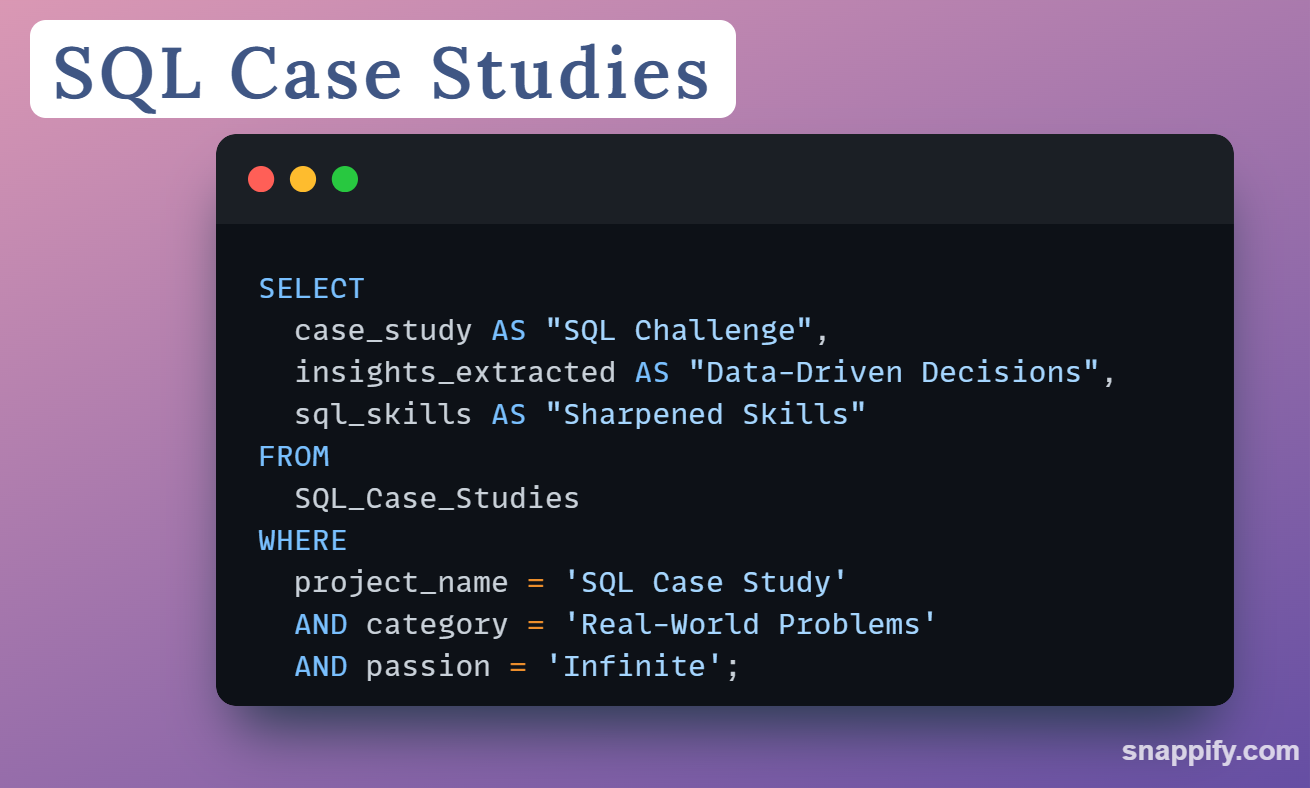 SQL Case Studies
SELECT
  case_study AS "SQL Challenge",
  insights_extracted AS "Data-Driven Decisions",
  sql_skills AS "Sharpened Skills"
FROM
  SQL_Case_Studies
WHERE
  project_name = 'SQL Case Study'
  AND category = 'Real-World Problems'
  AND passion = 'Infinite';
snappify.com